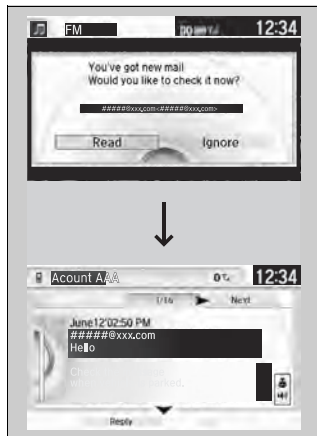 FM
12:34
You've got new mail
Would you like to check it now?
#####@xxx.com<#####@xxx.com>
Read Ignore
Acount AAA
12:34
1/16 Next
June12'02:50 PM
#####@xxx.com
Hello
Reply